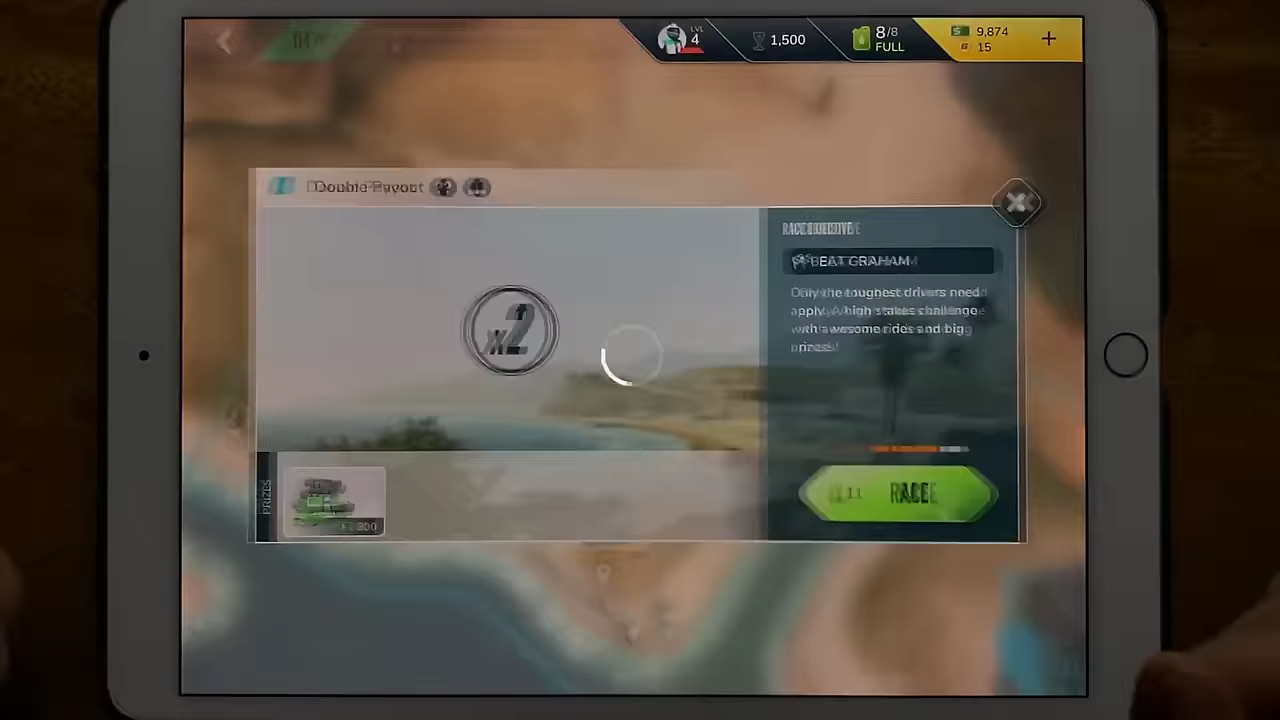 LVL
4
1,500
8/8
FULL
9,874
15
+
Double Payout
x2
BEAT GRAHAM
Only the toughest drivers need
apply. A high stakes challenge
with awesome rides and big
prizes!
PRIZES
RACE